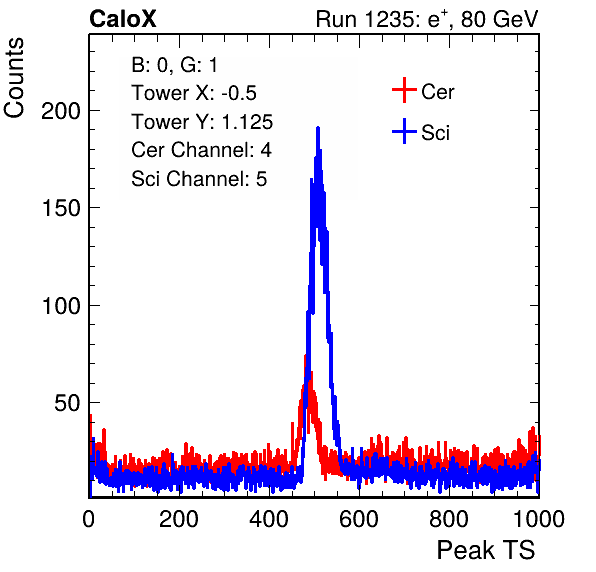 CaloX Run 1235: e⁺, 80 GeV
Counts
B: 0, G: 1
Tower X: -0.5
Tower Y: 1.125
Cer Channel: 4
Sci Channel: 5
Cer
Sci
200
150
100
50
0 200 400 600 800 1000
Peak TS